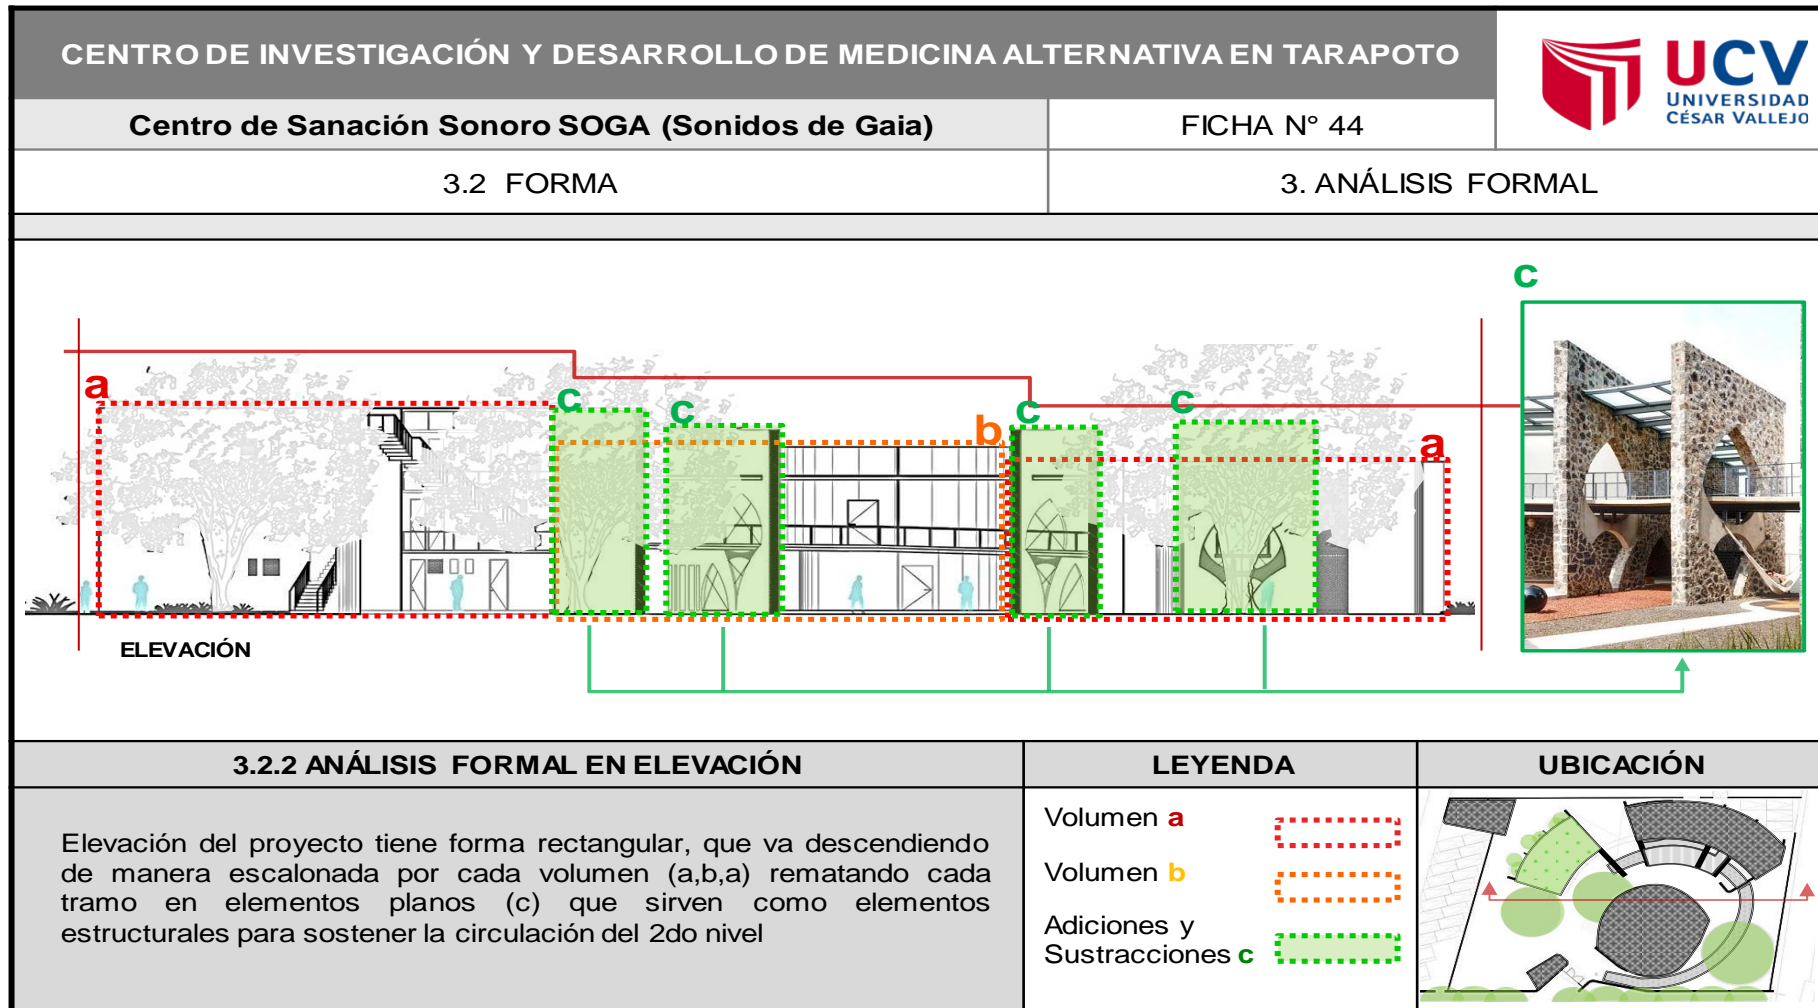 CENTRO DE INVESTIGACIÓN Y DESARROLLO DE MEDICINA ALTERNATIVA EN TARAPOTO
UCV
UNIVERSIDAD
CÉSAR VALLEJO
Centro de Sanación Sonoro SOGA (Sonidos de Gaia)
FICHA N° 44
3.2 FORMA
3. ANÁLISIS FORMAL
c
a
c
c
b
c
c
a
ELEVACIÓN
3.2.2 ANÁLISIS FORMAL EN ELEVACIÓN
LEYENDA
UBICACIÓN
Elevación del proyecto tiene forma rectangular, que va descendiendo
de manera escalonada por cada volumen (a,b,a) rematando cada
tramo en elementos planos (c) que sirven como elementos
estructurales para sostener la circulación del 2do nivel
Volumen a
Volumen b
Adiciones y
Sustracciones c